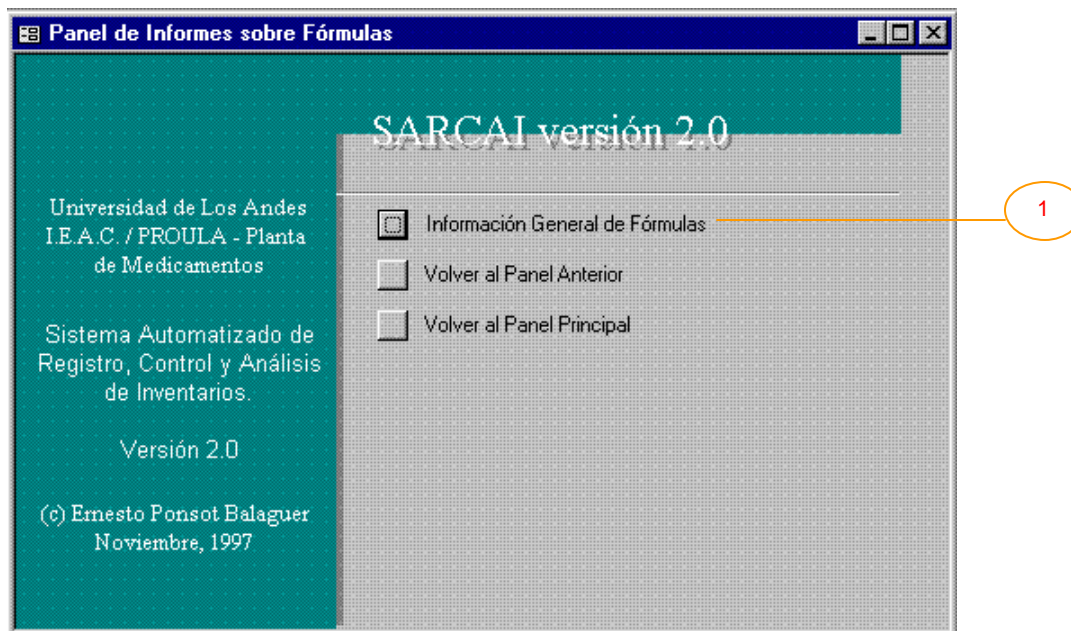 Panel de Informes sobre Fórmulas
SARCAI versión 2.0
Universidad de Los Andes
I.E.A.C. / PROULA - Planta
de Medicamentos
Sistema Automatizado de
Registro, Control y Análisis
de Inventarios.
Versión 2.0
(c) Ernesto Ponsot Balaguer
Noviembre, 1997
Información General de Fórmulas
1
Volver al Panel Anterior
Volver al Panel Principal